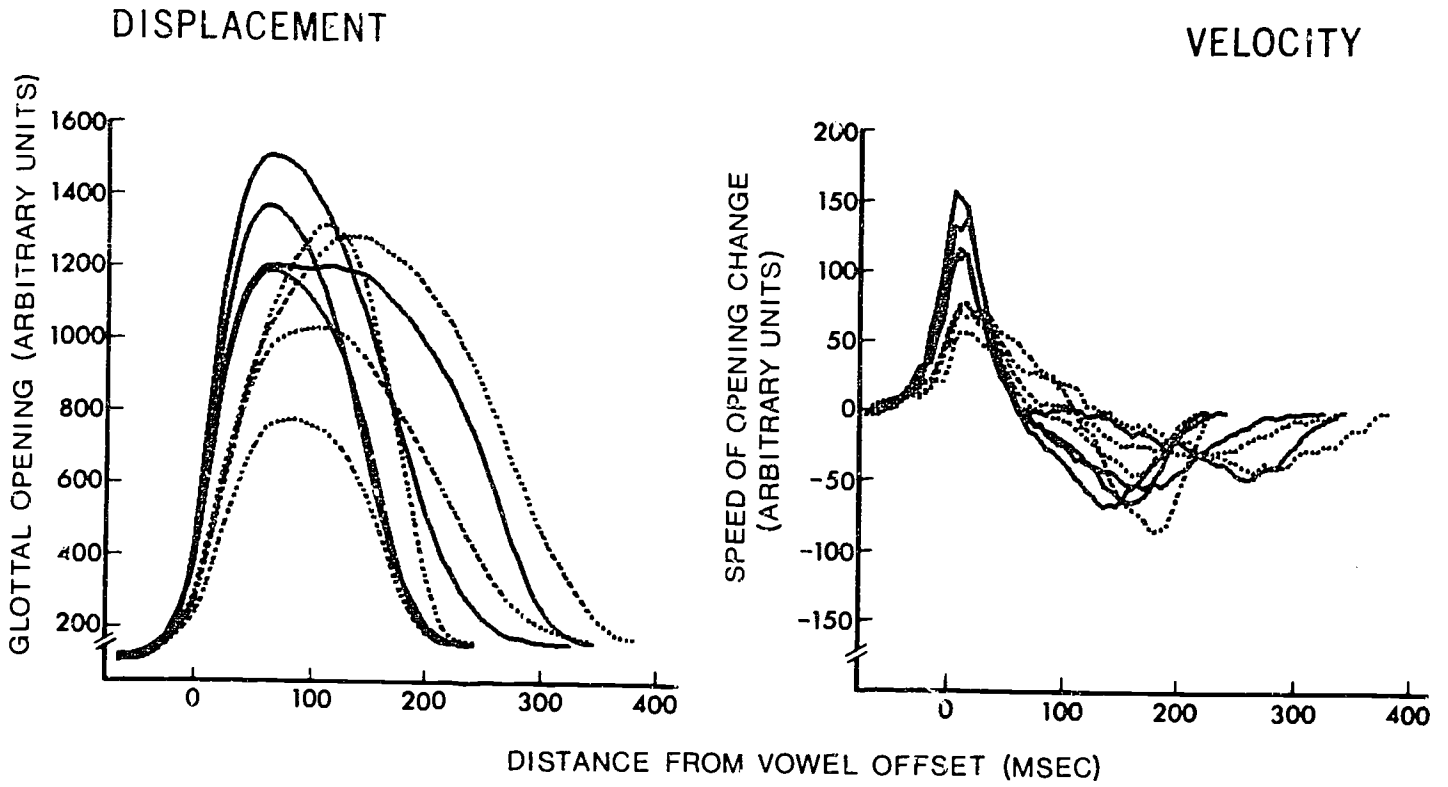 DISPLACEMENT
VELOCITY
GLOTTAL OPENING (ARBITRARY UNITS)
1600
1400
1200
1000
800
600
400
200
0 100 200 300 400
SPEED OF OPENING CHANGE
(ARBITRARY UNITS)
200
150
100
50
0
-50
-100
-150
0 100 200 300 400
DISTANCE FROM VOWEL OFFSET (MSEC)